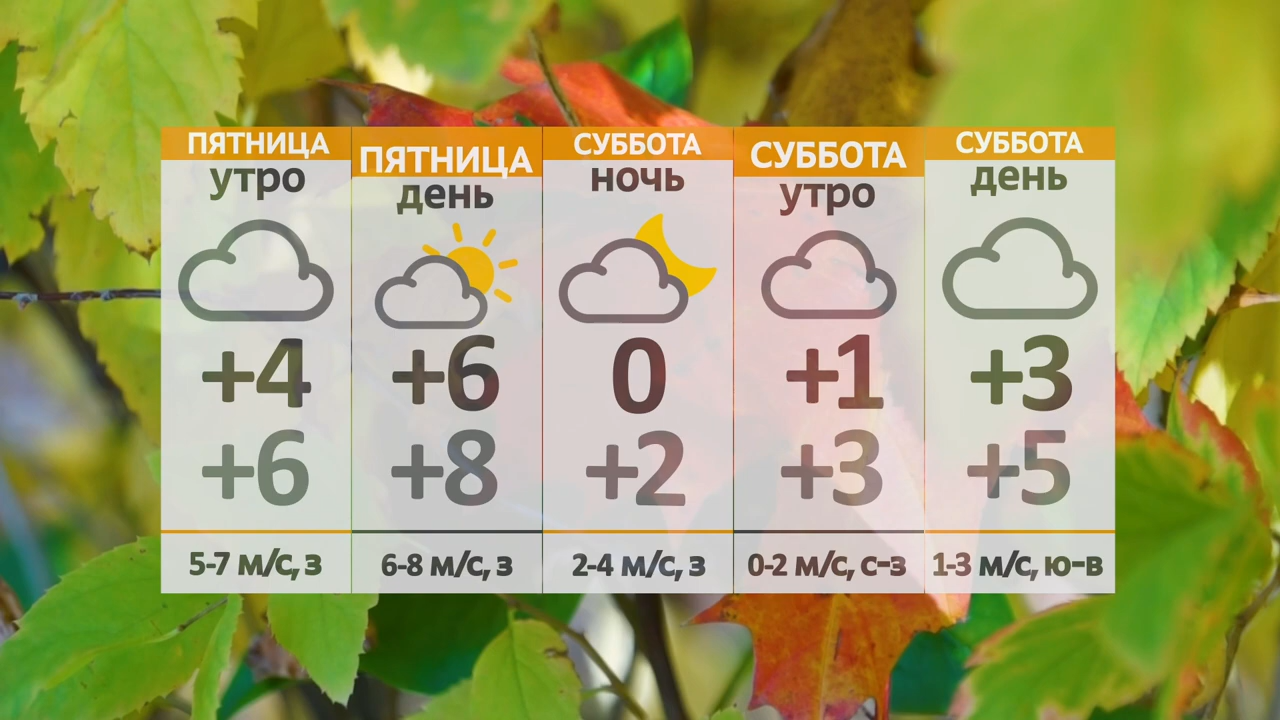 ПЯТНИЦА
утро
+4
+6
5-7 м/с, з
ПЯТНИЦА
день
+6
+8
6-8 м/с, з
СУББОТА
ночь
0
+2
2-4 м/с, з
СУББОТА
утро
+1
+3
0-2 м/с, с-з
СУББОТА
день
+3
+5
1-3 м/с, ю-в